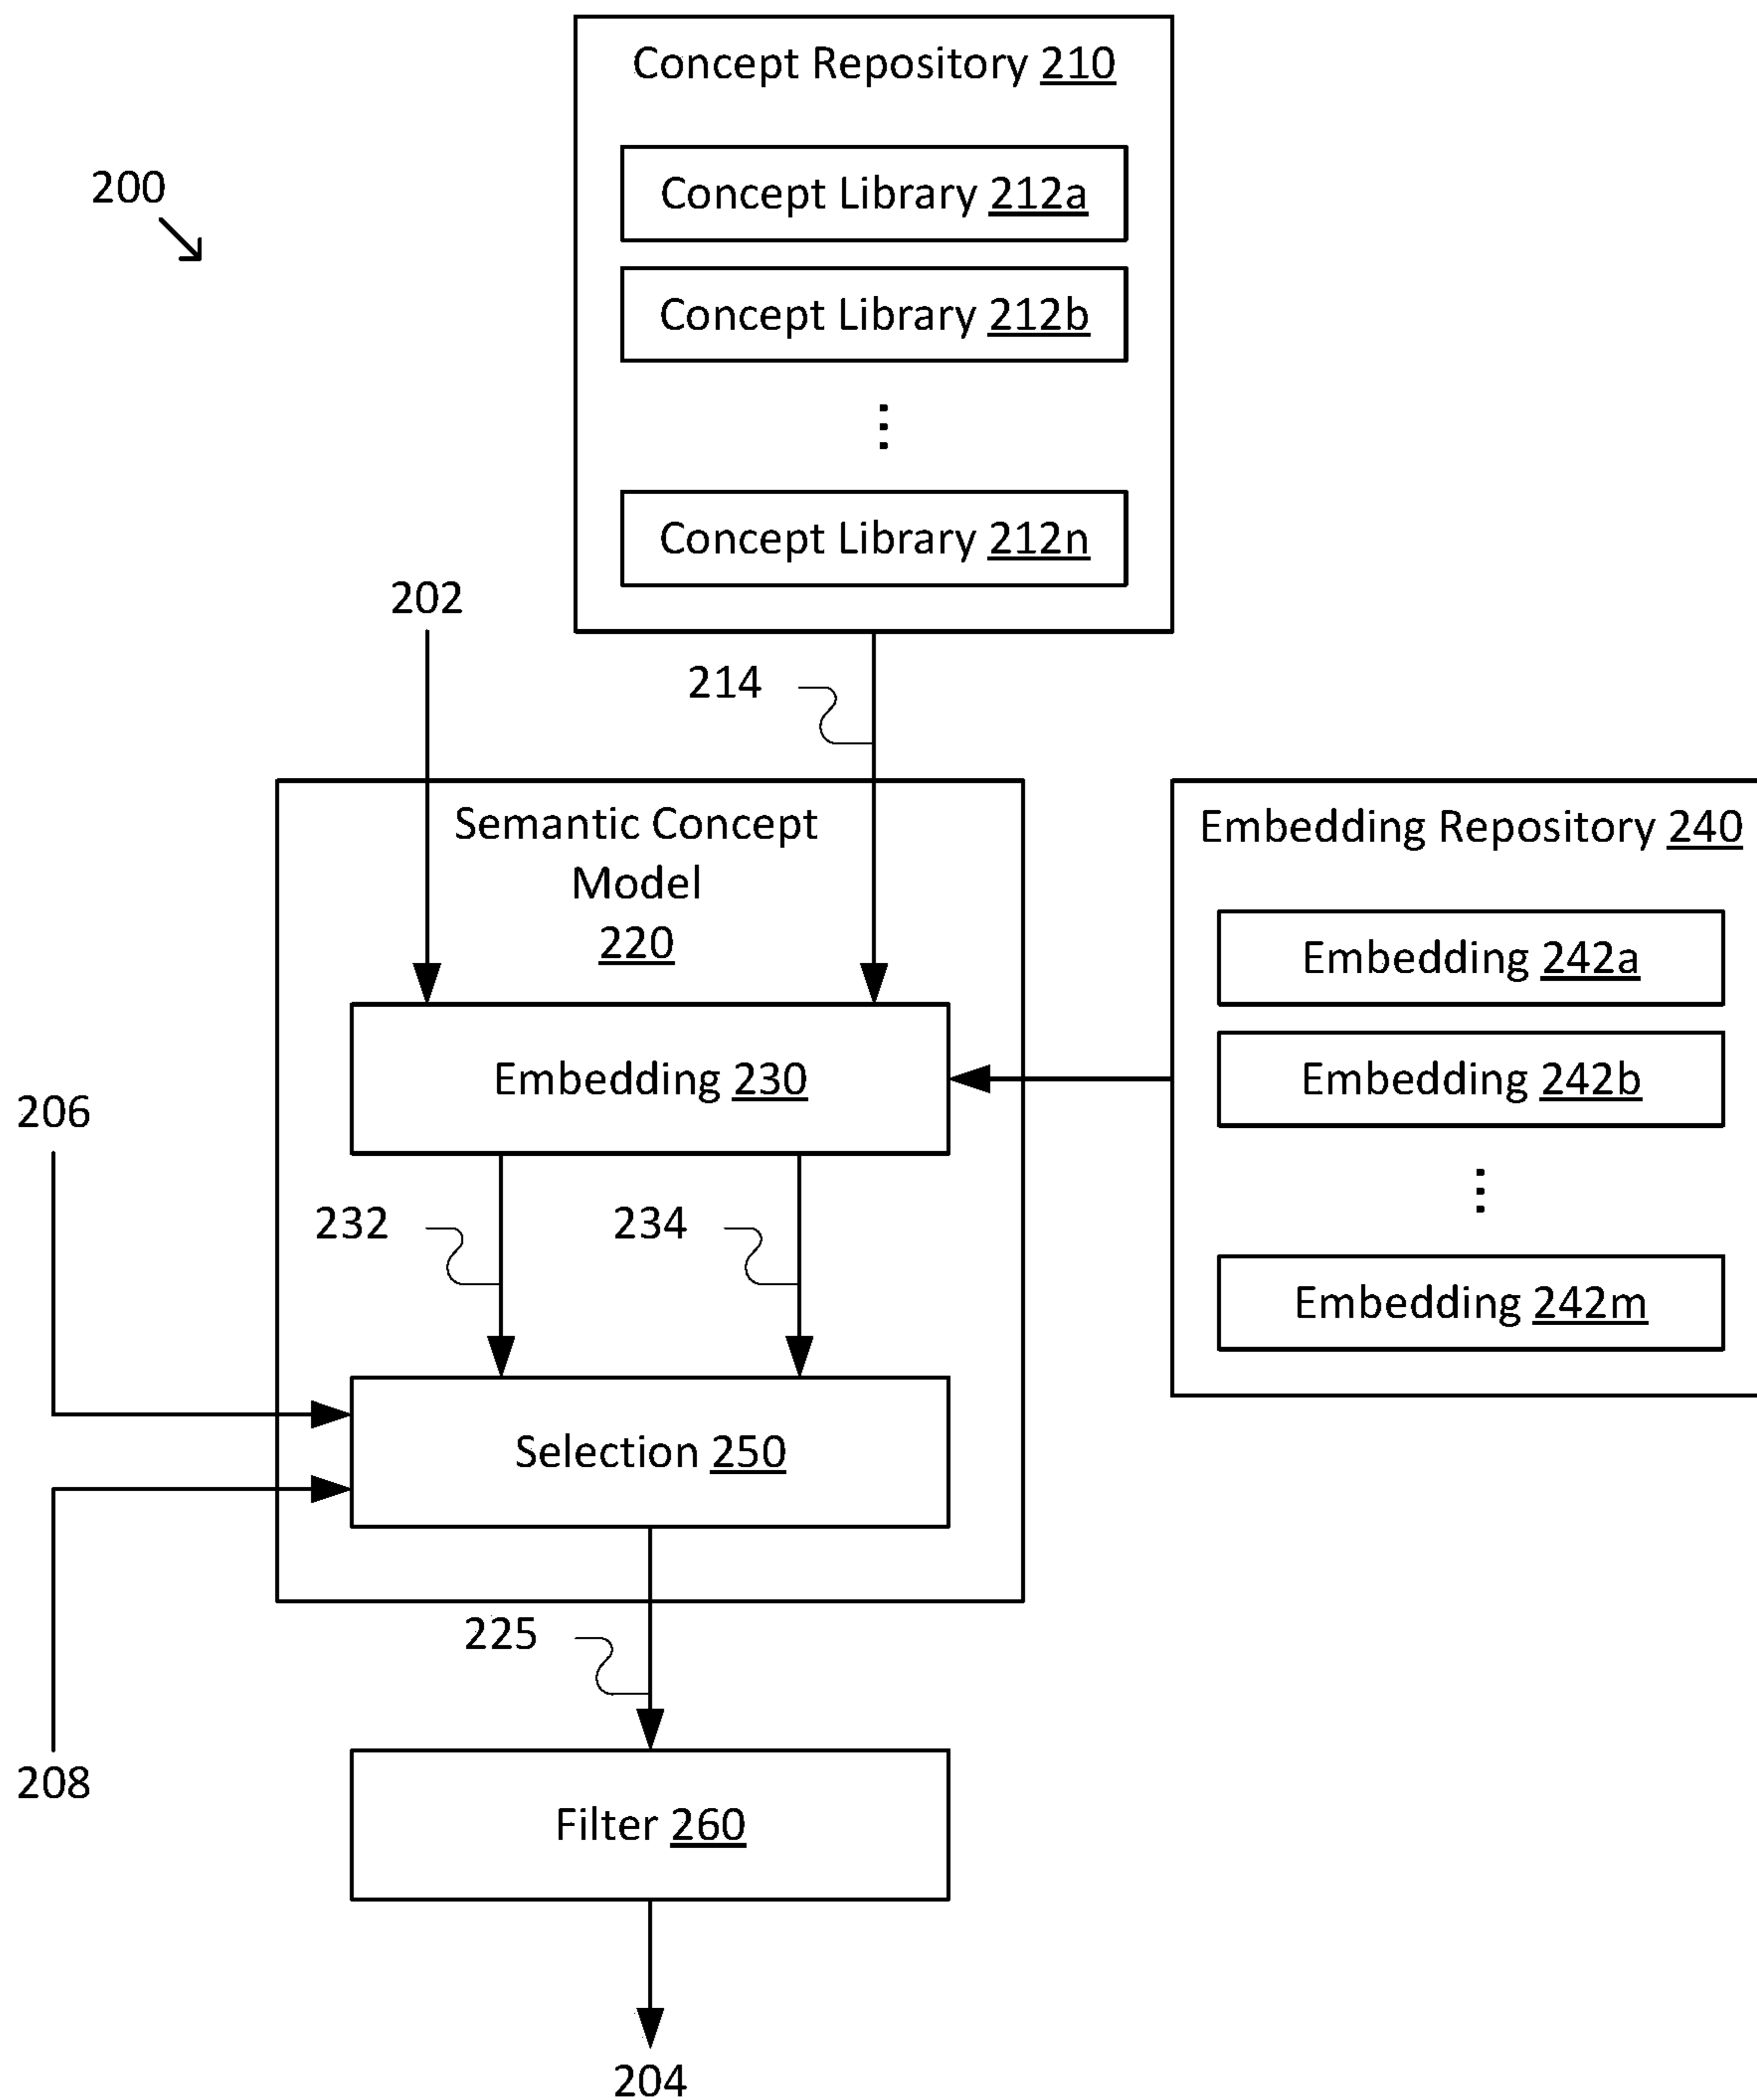 Concept Repository 210
200
Concept Library 212a
Concept Library 212b
⋮
Concept Library 212n
202
214
Semantic Concept
Model
220
Embedding Repository 240
Embedding 242a
Embedding 230
Embedding 242b
206
⋮
232
234
Embedding 242m
Selection 250
225
208
Filter 260
204